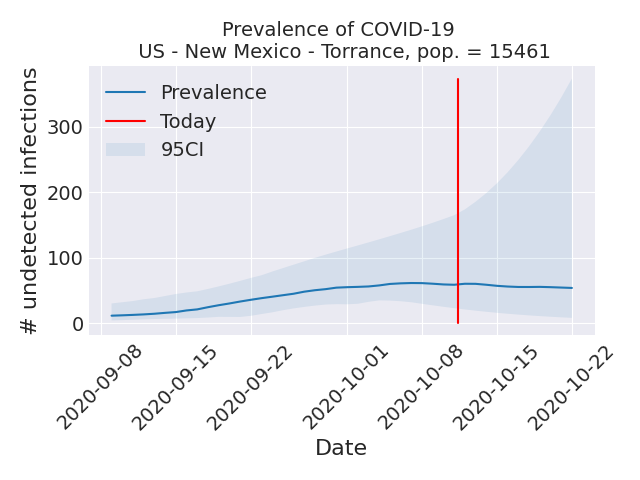 Prevalence of COVID-19
US - New Mexico - Torrance, pop. = 15461
# undetected infections
300
200
100
0
Prevalence
Today
95CI
2020-09-08
2020-09-15
2020-09-22
2020-10-01
2020-10-08
2020-10-15
2020-10-22
Date